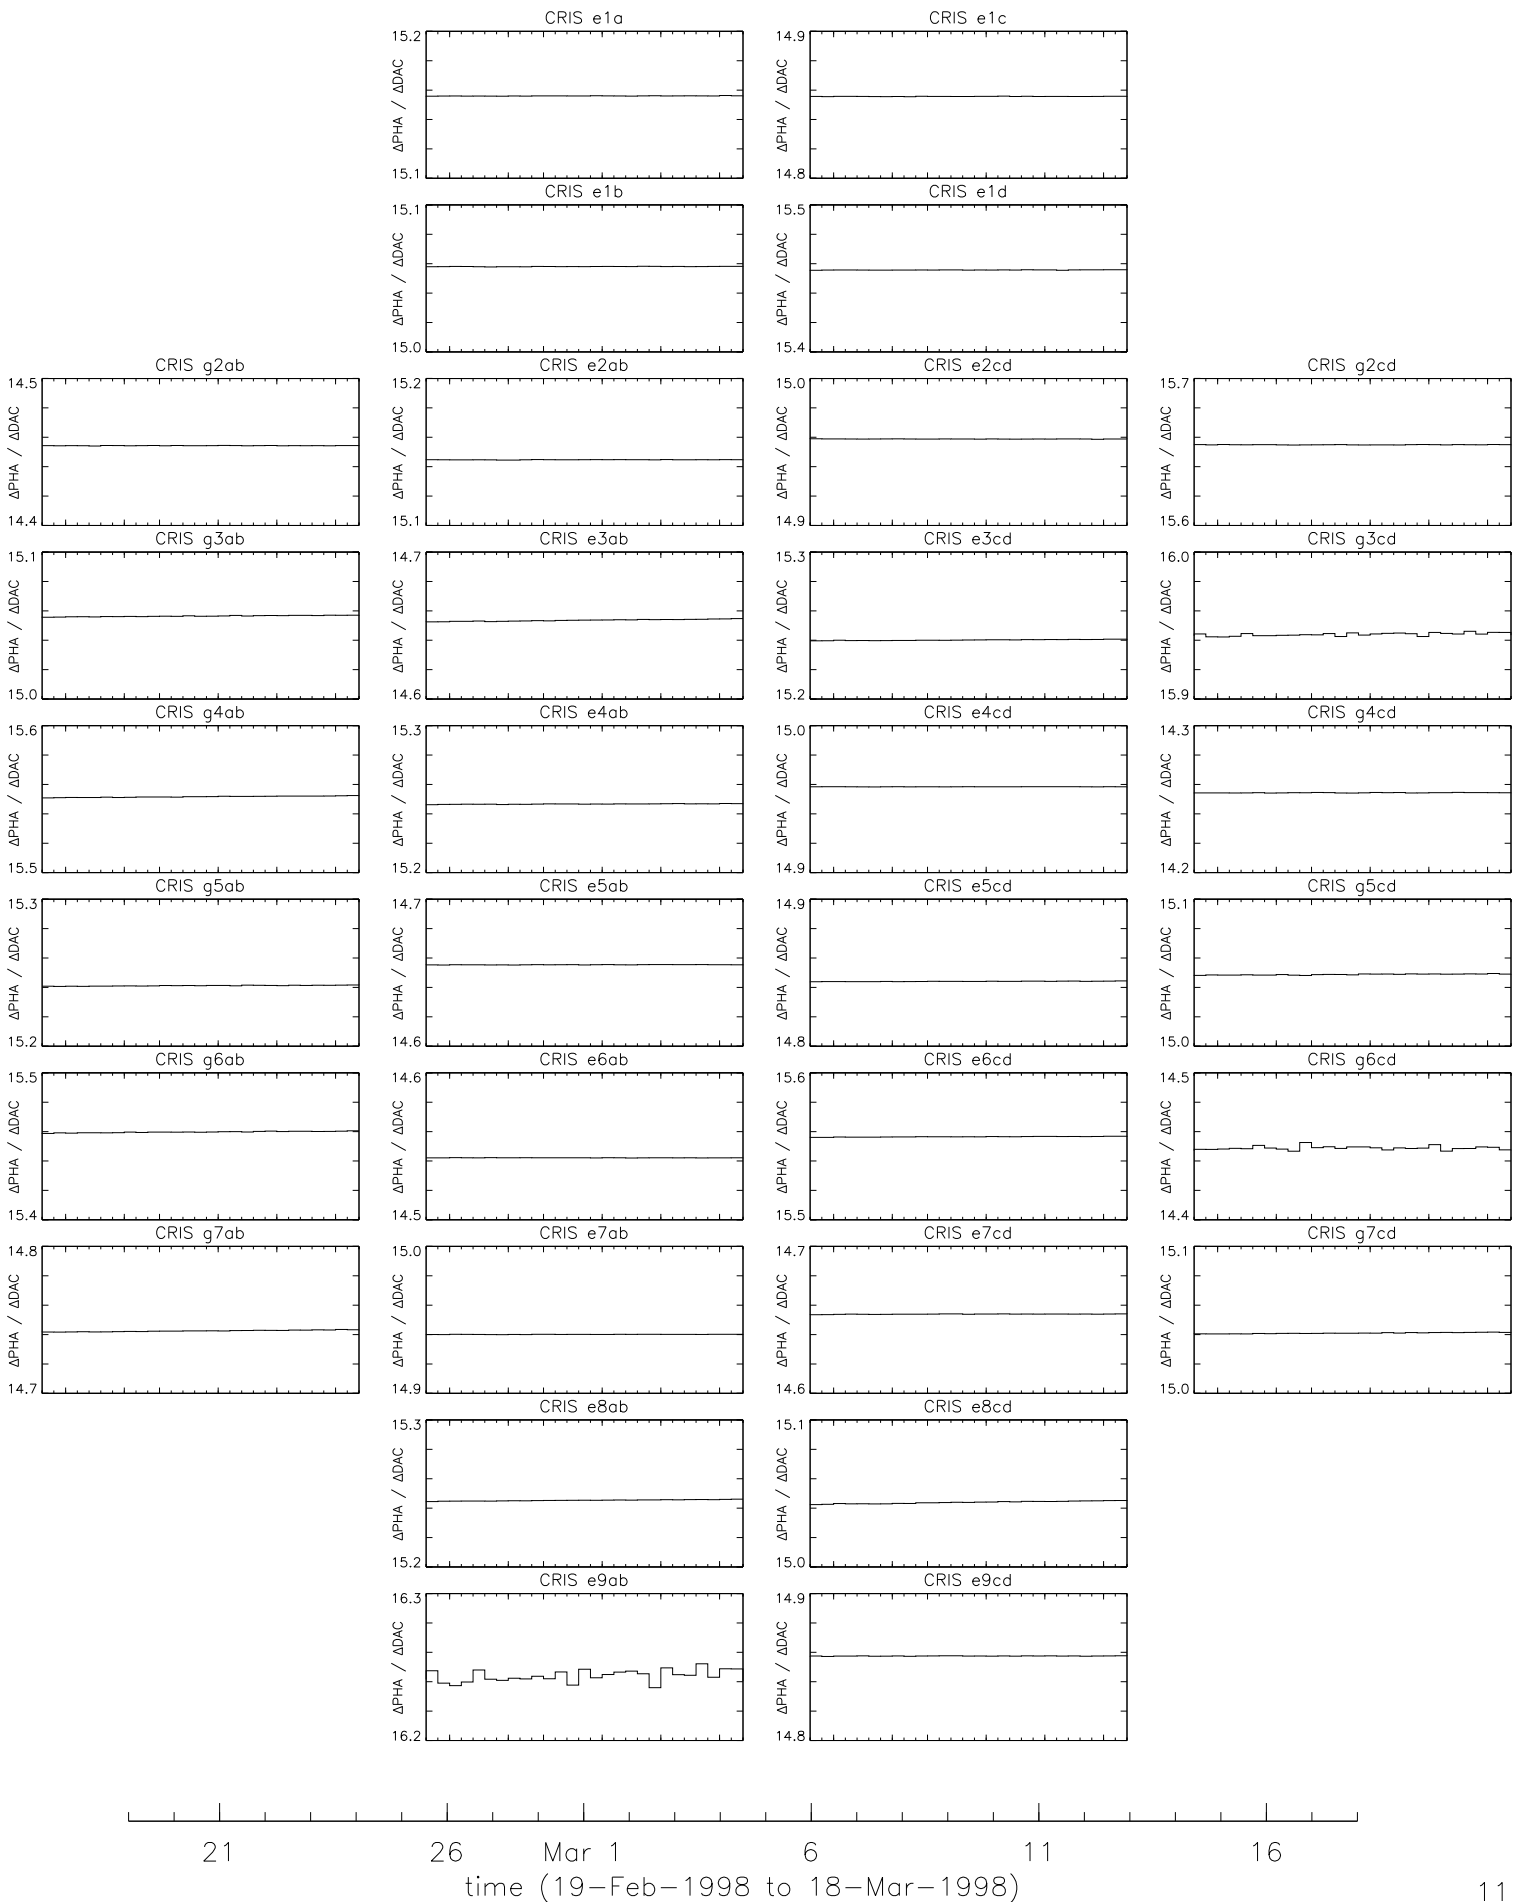 CRIS e1a CRIS e1c
15.2 14.9
ΔPHA / ΔDAC ΔPHA / ΔDAC
15.1 14.8
CRIS e1b CRIS e1d
15.1 15.5
ΔPHA / ΔDAC ΔPHA / ΔDAC
15.0 15.4
CRIS g2ab CRIS e2ab CRIS e2cd CRIS g2cd
14.5 15.2 15.0 15.7
ΔPHA / ΔDAC ΔPHA / ΔDAC ΔPHA / ΔDAC ΔPHA / ΔDAC
14.4 15.1 14.9 15.6
CRIS g3ab CRIS e3ab CRIS e3cd CRIS g3cd
15.1 14.7 15.3 16.0
ΔPHA / ΔDAC ΔPHA / ΔDAC ΔPHA / ΔDAC ΔPHA / ΔDAC
15.0 14.6 15.2 15.9
CRIS g4ab CRIS e4ab CRIS e4cd CRIS g4cd
15.6 15.3 15.0 14.3
ΔPHA / ΔDAC ΔPHA / ΔDAC ΔPHA / ΔDAC ΔPHA / ΔDAC
15.5 15.2 14.9 14.2
CRIS g5ab CRIS e5ab CRIS e5cd CRIS g5cd
15.3 14.7 14.9 15.1
ΔPHA / ΔDAC ΔPHA / ΔDAC ΔPHA / ΔDAC ΔPHA / ΔDAC
15.2 14.6 14.8 15.0
CRIS g6ab CRIS e6ab CRIS e6cd CRIS g6cd
15.5 14.6 15.6 14.5
ΔPHA / ΔDAC ΔPHA / ΔDAC ΔPHA / ΔDAC ΔPHA / ΔDAC
15.4 14.5 15.5 14.4
CRIS g7ab CRIS e7ab CRIS e7cd CRIS g7cd
14.8 15.0 14.7 15.1
ΔPHA / ΔDAC ΔPHA / ΔDAC ΔPHA / ΔDAC ΔPHA / ΔDAC
14.7 14.9 14.6 15.0
CRIS e8ab CRIS e8cd
15.3 15.1
ΔPHA / ΔDAC ΔPHA / ΔDAC
15.2 15.0
CRIS e9ab CRIS e9cd
16.3 14.9
ΔPHA / ΔDAC ΔPHA / ΔDAC
16.2 14.8
21 26 Mar 1 6 11 16
time (19-Feb-1998 to 18-Mar-1998)
11